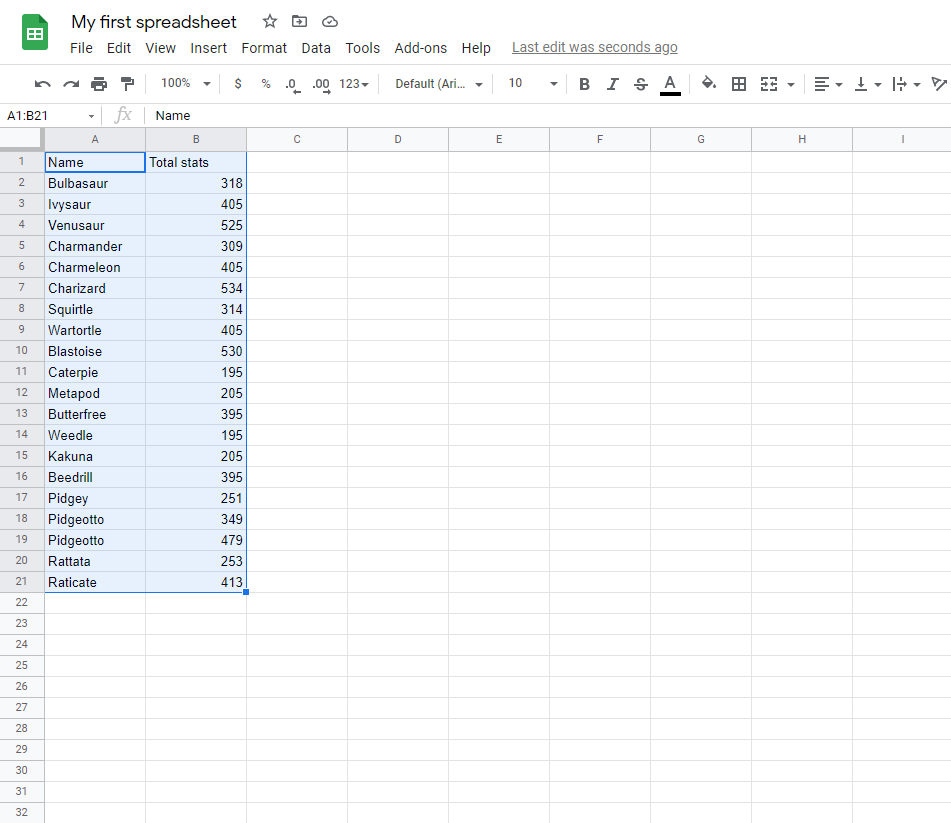 My first spreadsheet
File Edit View Insert Format Data Tools Add-ons Help Last edit was seconds ago
100% $ % .0 .00 123 Default (Ari... 10 B I S A
A1:B21 fx Name
A B C D E F G H I
1 Name Total stats
2 Bulbasaur 318
3 Ivysaur 405
4 Venusaur 525
5 Charmander 309
6 Charmeleon 405
7 Charizard 534
8 Squirtle 314
9 Wartortle 405
10 Blastoise 530
11 Caterpie 195
12 Metapod 205
13 Butterfree 395
14 Weedle 195
15 Kakuna 205
16 Beedrill 395
17 Pidgey 251
18 Pidgeotto 349
19 Pidgeotto 479
20 Rattata 253
21 Raticate 413
22
23
24
25
26
27
28
29
30
31
32